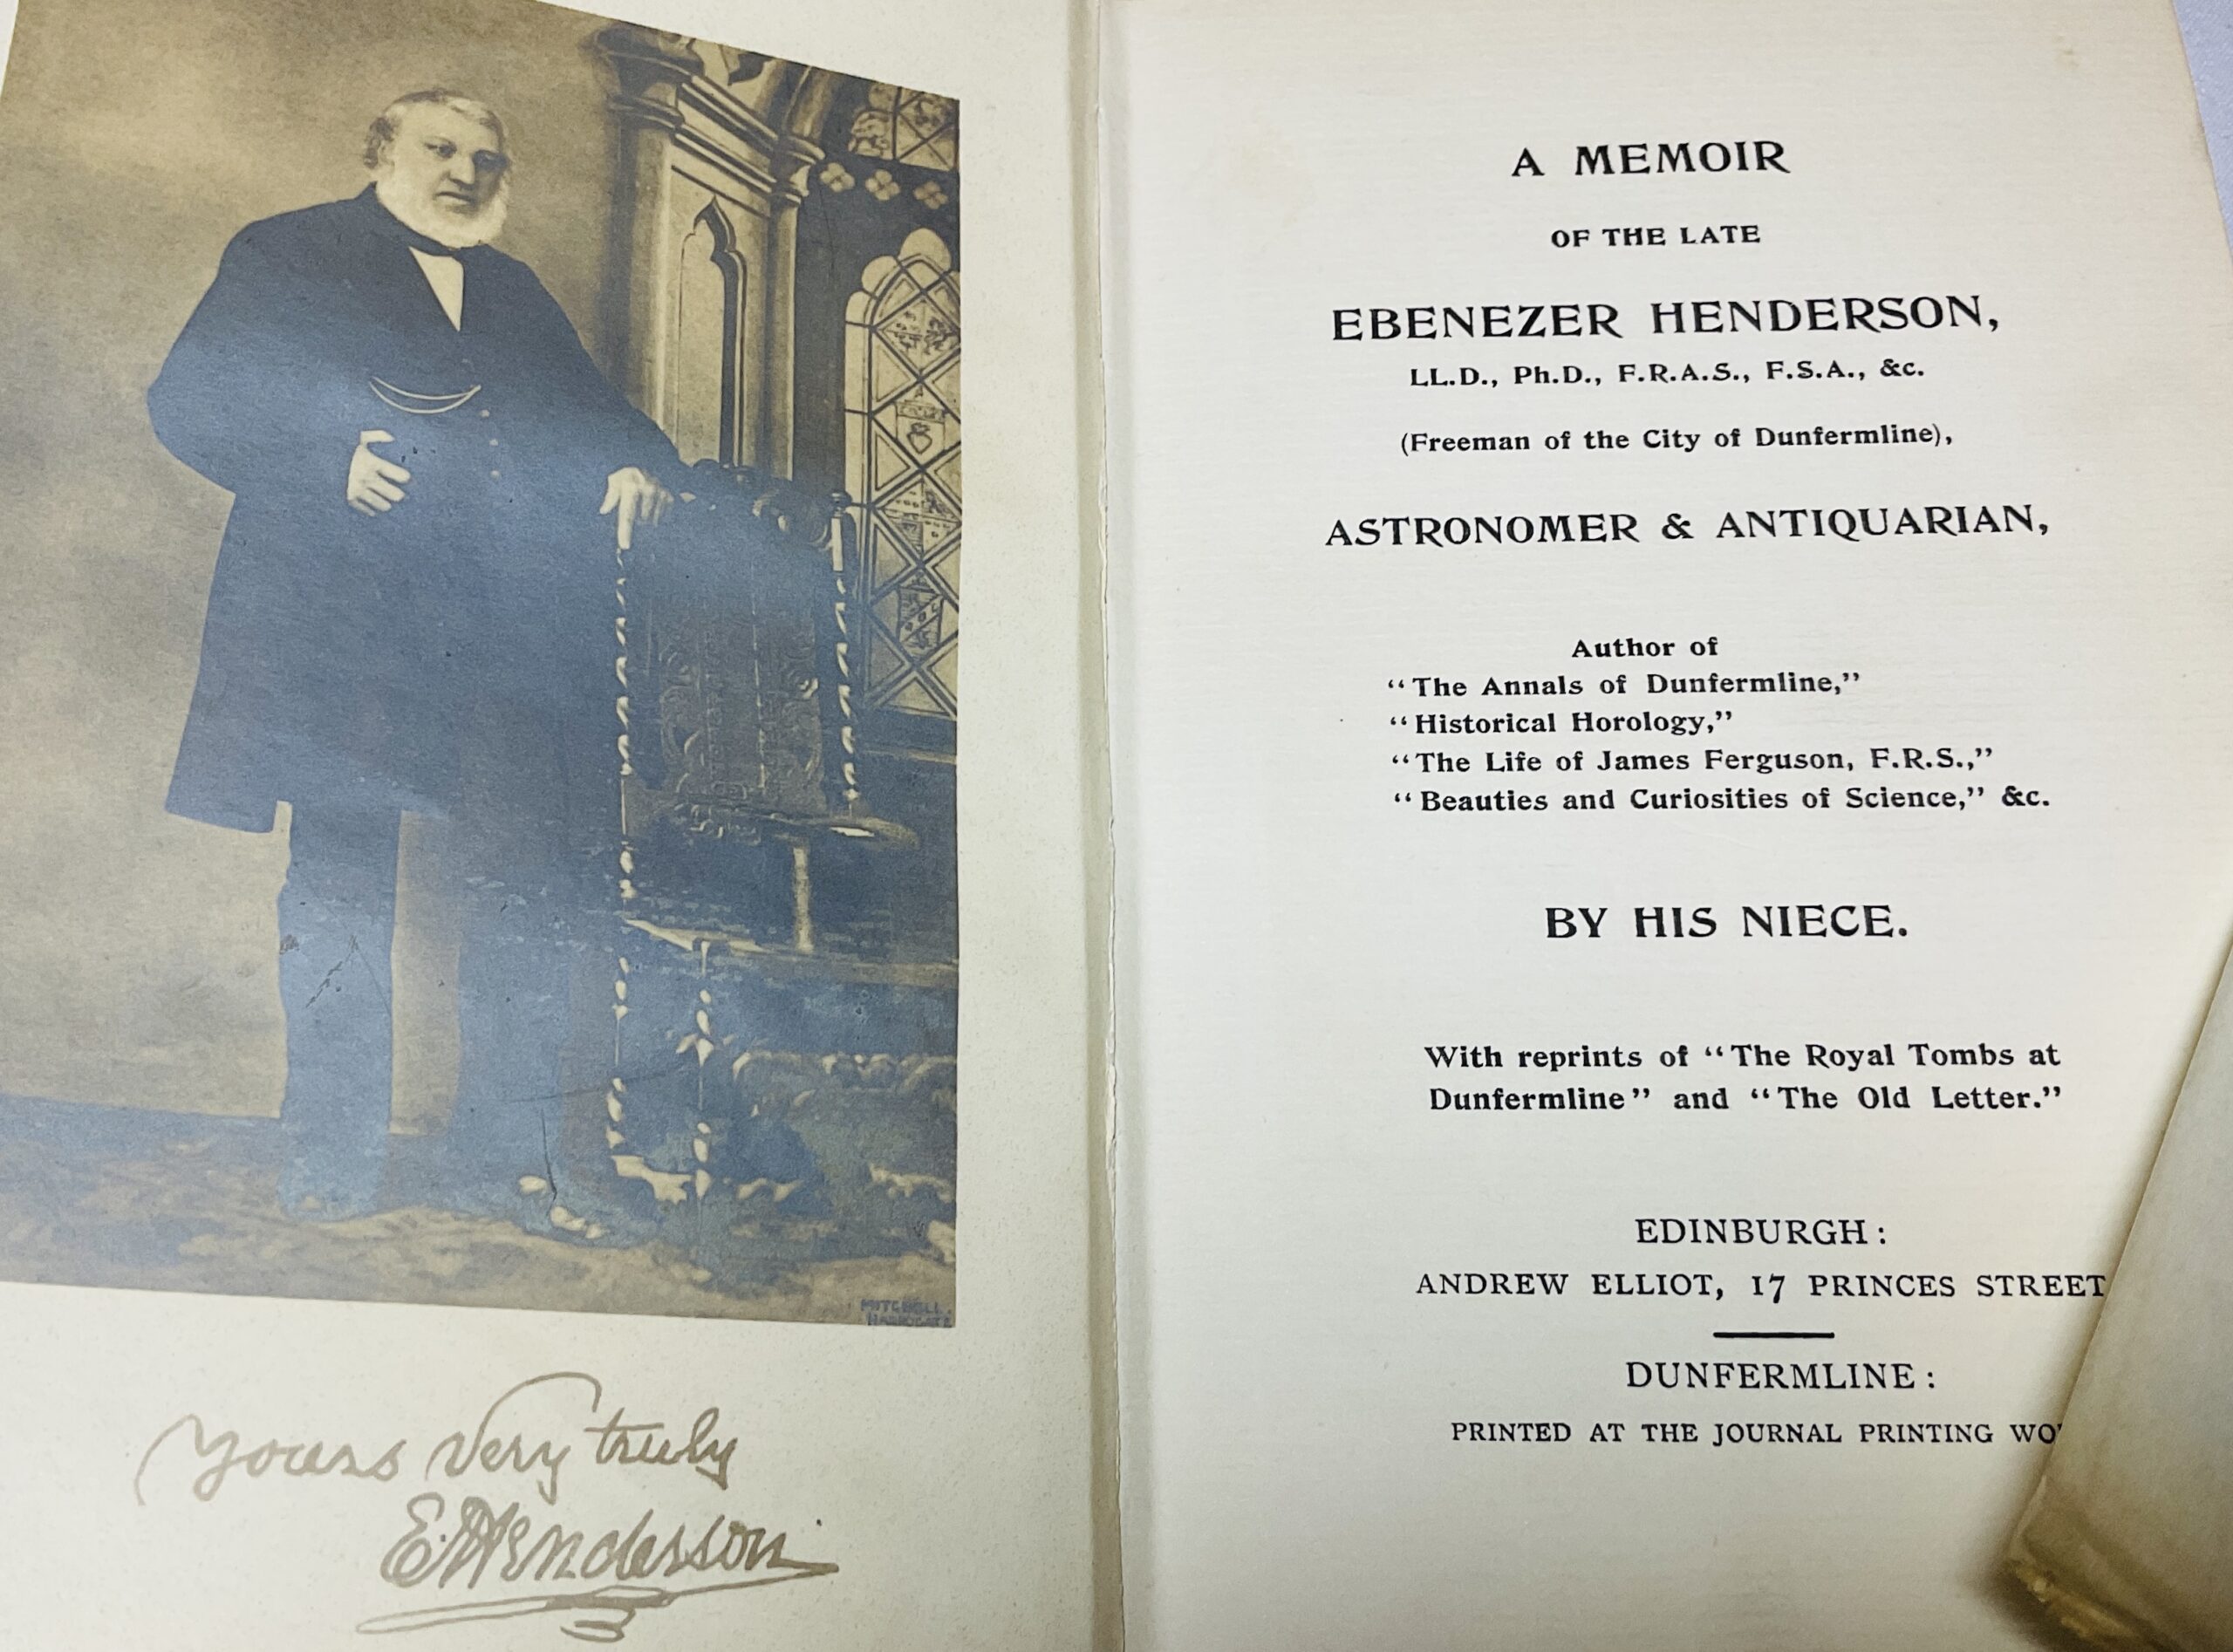 MITCHELL.
HARROGATE
Yours Very truly
E. Henderson
A MEMOIR
OF THE LATE
EBENEZER HENDERSON,
LL.D., Ph.D., F.R.A.S., F.S.A., &c.
(Freeman of the City of Dunfermline),
ASTRONOMER & ANTIQUARIAN,
Author of
“The Annals of Dunfermline,”
“Historical Horology,”
“The Life of James Ferguson, F.R.S.,”
“Beauties and Curiosities of Science,” &c.
BY HIS NIECE.
With reprints of “The Royal Tombs at
Dunfermline” and “The Old Letter.”
EDINBURGH:
ANDREW ELLIOT, 17 PRINCES STREET
DUNFERMLINE:
PRINTED AT THE JOURNAL PRINTING